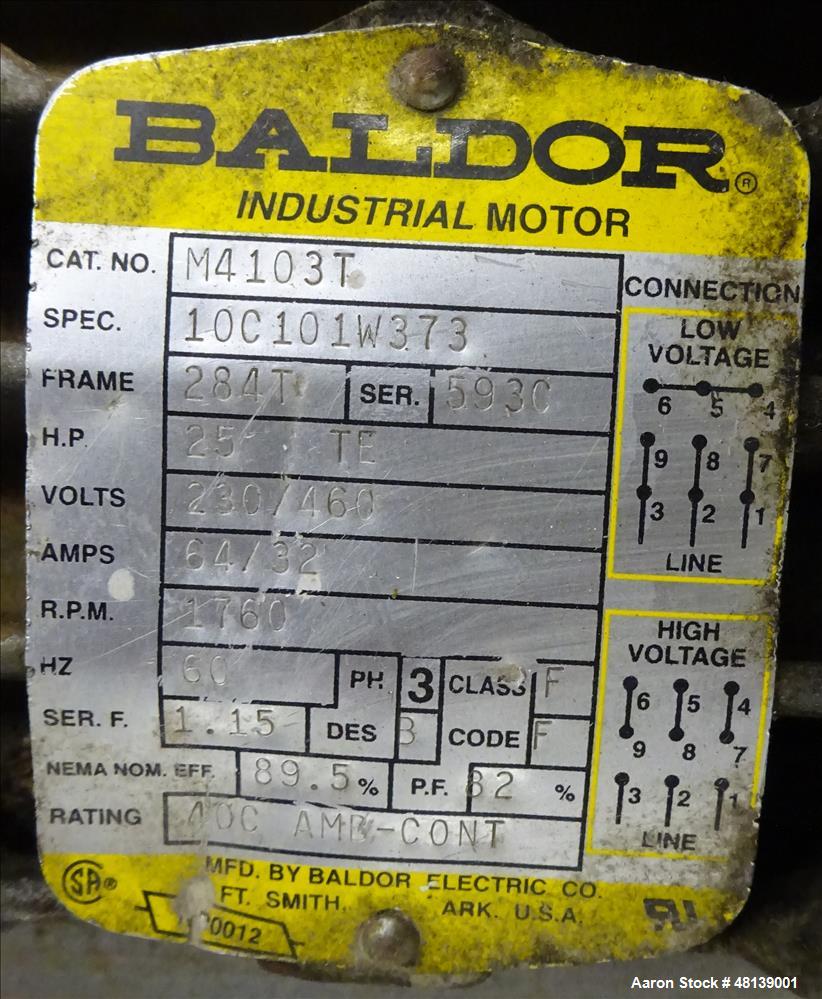 BALDOR®
INDUSTRIAL MOTOR
CAT. NO. M4103T
SPEC. 10C101W373
FRAME 284T SER. 593C
H.P. 25 TE
VOLTS 230/460
AMPS 64/32
R.P.M. 1760
HZ 60 PH 3 CLASS F
SER. F. 1.15 DES B CODE F
NEMA NOM. EFF. 89.5 % P.F. 82 %
RATING 40C AMB-CONT
CONNECTION
LOW
VOLTAGE
6 5 4
9 8 7
3 2 1
LINE
HIGH
VOLTAGE
6 5 4
9 8 7
3 2 1
LINE
MFD. BY BALDOR ELECTRIC CO.
FT. SMITH, ARK. U.S.A.
SA®
Aaron Stock # 48139001